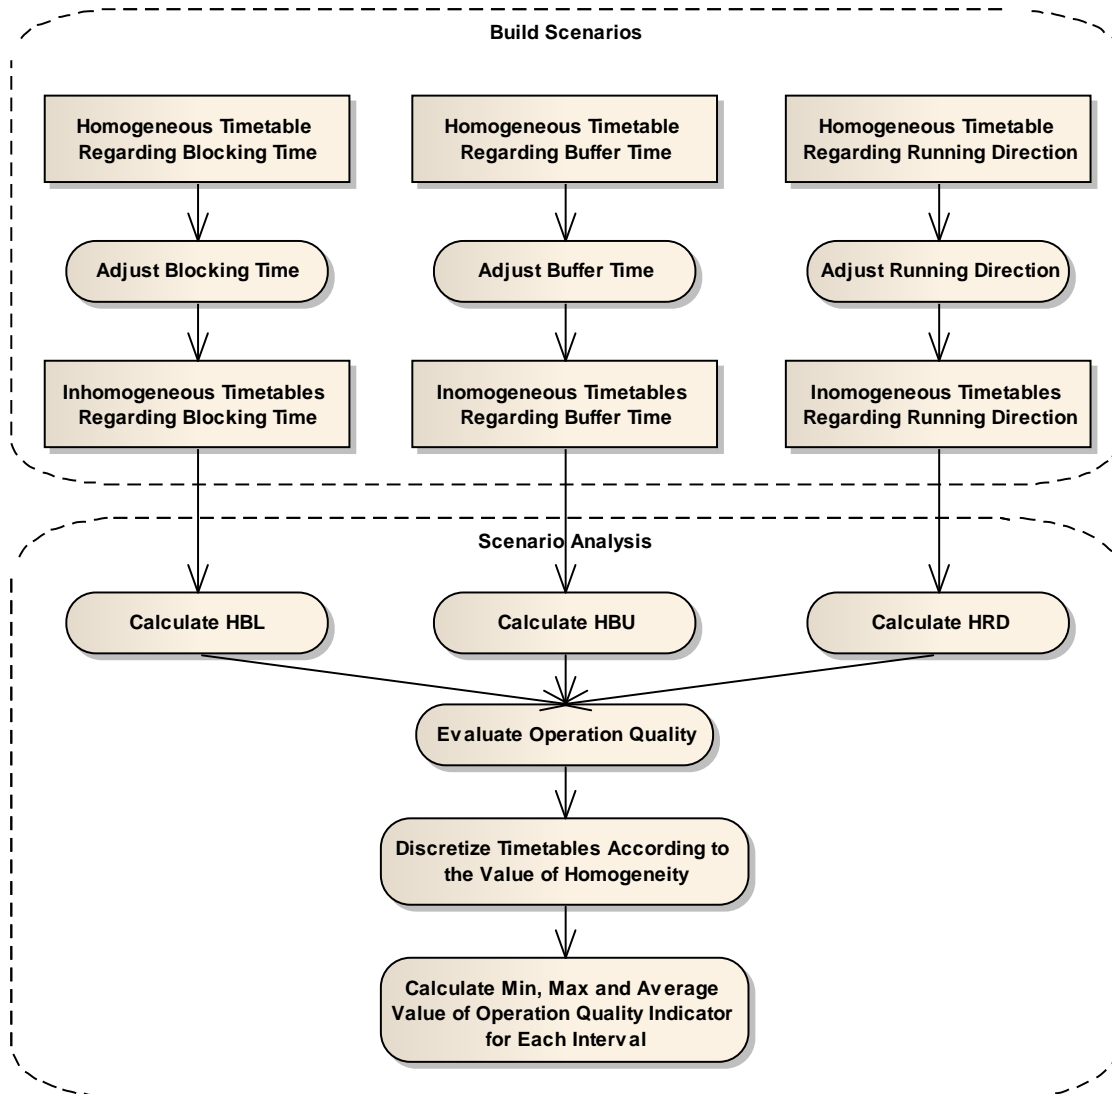 Build Scenarios
Homogeneous Timetable
Regarding Blocking Time
Homogeneous Timetable
Regarding Buffer Time
Homogeneous Timetable
Regarding Running Direction
Adjust Blocking Time
Adjust Buffer Time
Adjust Running Direction
Inhomogeneous Timetables
Regarding Blocking Time
Inomogeneous Timetables
Regarding Buffer Time
Inomogeneous Timetables
Regarding Running Direction
Scenario Analysis
Calculate HBL
Calculate HBU
Calculate HRD
Evaluate Operation Quality
Discretize Timetables According to
the Value of Homogeneity
Calculate Min, Max and Average
Value of Operation Quality Indicator
for Each Interval